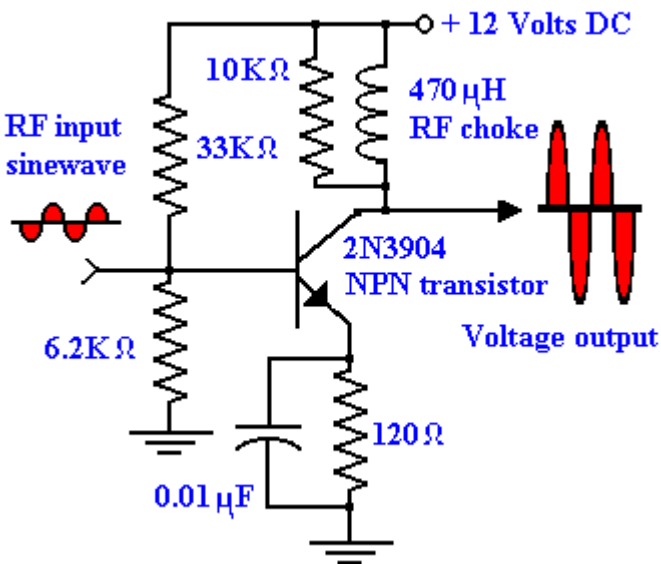 + 12 Volts DC
10KΩ
470 μH
RF choke
RF input
sinewave
33KΩ
2N3904
NPN transistor
Voltage output
6.2KΩ
120Ω
0.01μF